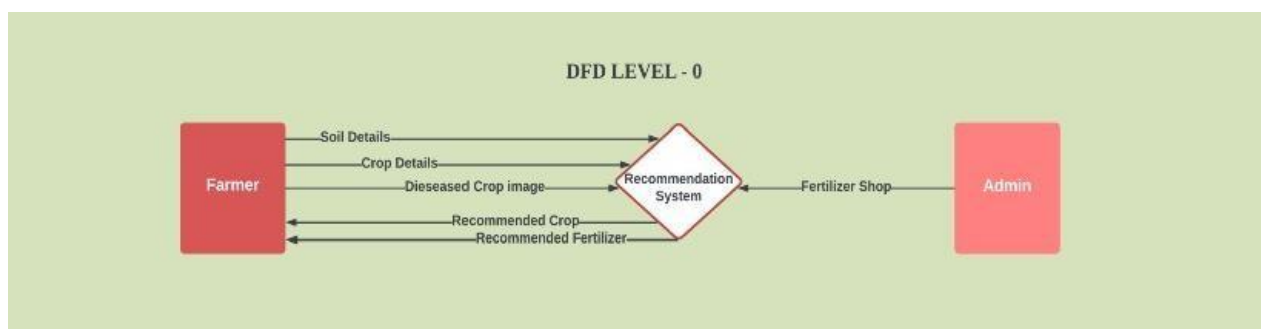 DFD LEVEL - 0
Soil Details
Crop Details
Farmer
Dieseased Crop image
Recommendation
System
Fertilizer Shop
Admin
Recommended Crop
Recommended Fertilizer